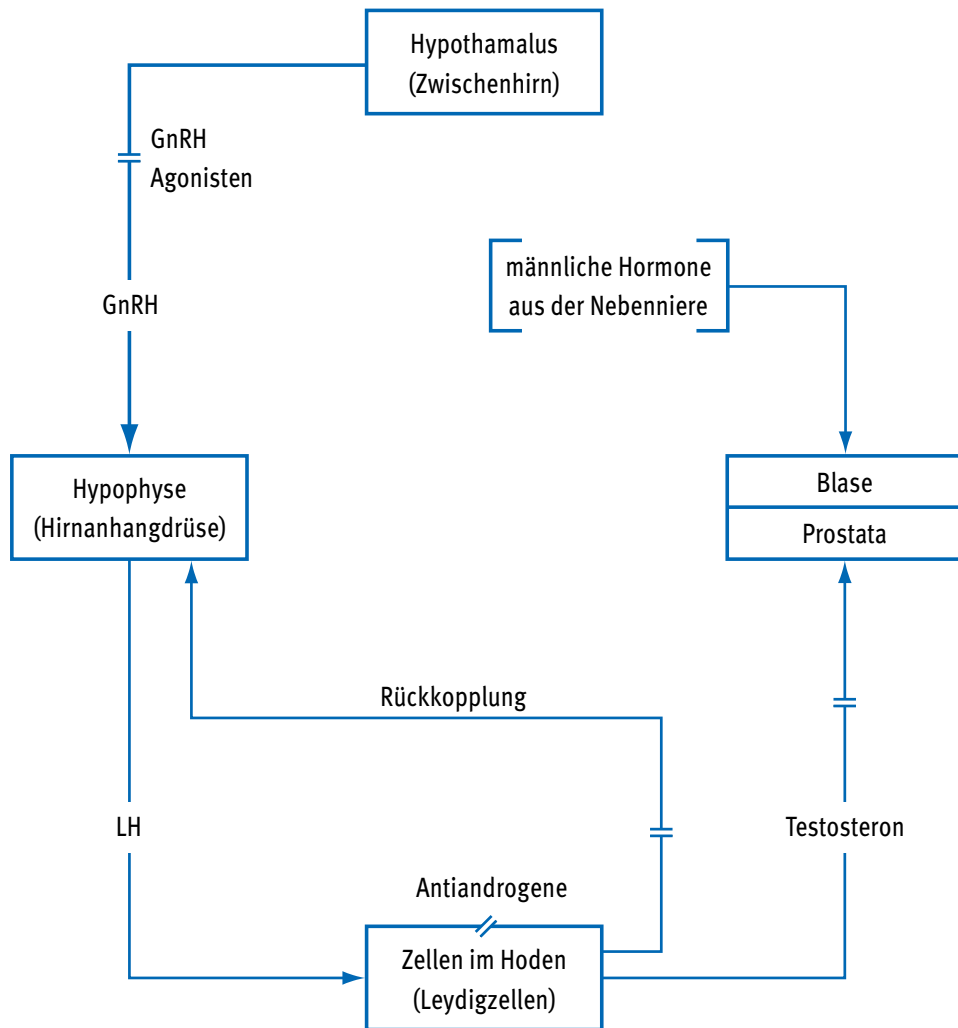 Hypothamalus
(Zwischenhirn)
GnRH
Agonisten
männliche Hormone
aus der Nebenniere
GnRH
Hypophyse
(Hirnanhangdrüse)
Blase
Prostata
Rückkopplung
LH
Testosteron
Antiandrogene
Zellen im Hoden
(Leydigzellen)